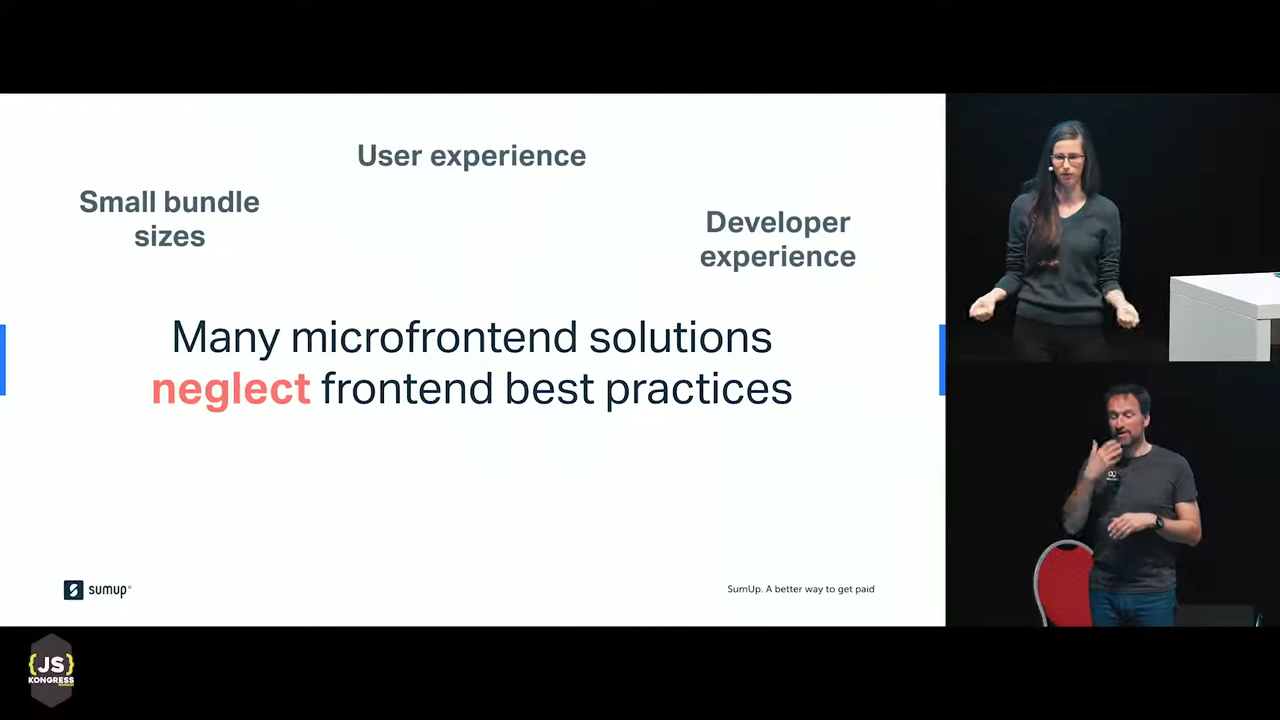 User experience
Small bundle
sizes
Developer
experience
Many microfrontend solutions
neglect frontend best practices
sumup®
SumUp. A better way to get paid
{JS}
KONGRESS